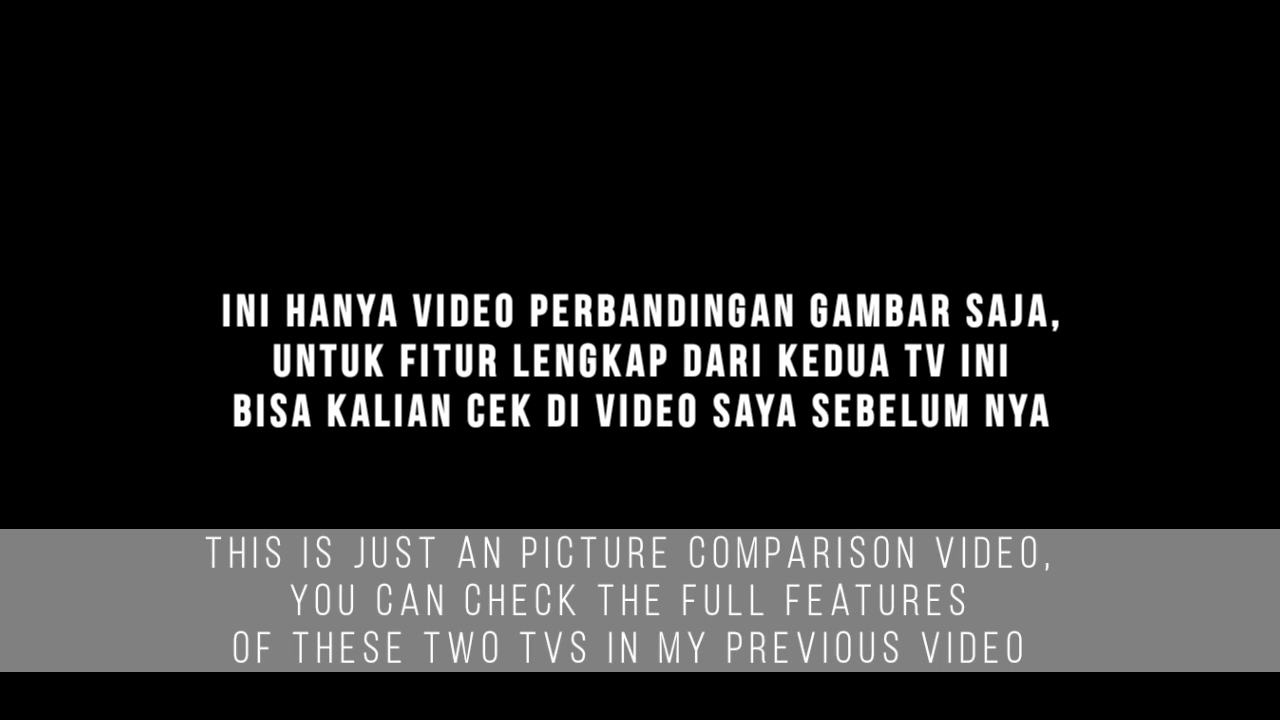 INI HANYA VIDEO PERBANDINGAN GAMBAR SAJA,
UNTUK FITUR LENGKAP DARI KEDUA TV INI
BISA KALIAN CEK DI VIDEO SAYA SEBELUM NYA
THIS IS JUST AN PICTURE COMPARISON VIDEO,
YOU CAN CHECK THE FULL FEATURES
OF THESE TWO TVS IN MY PREVIOUS VIDEO